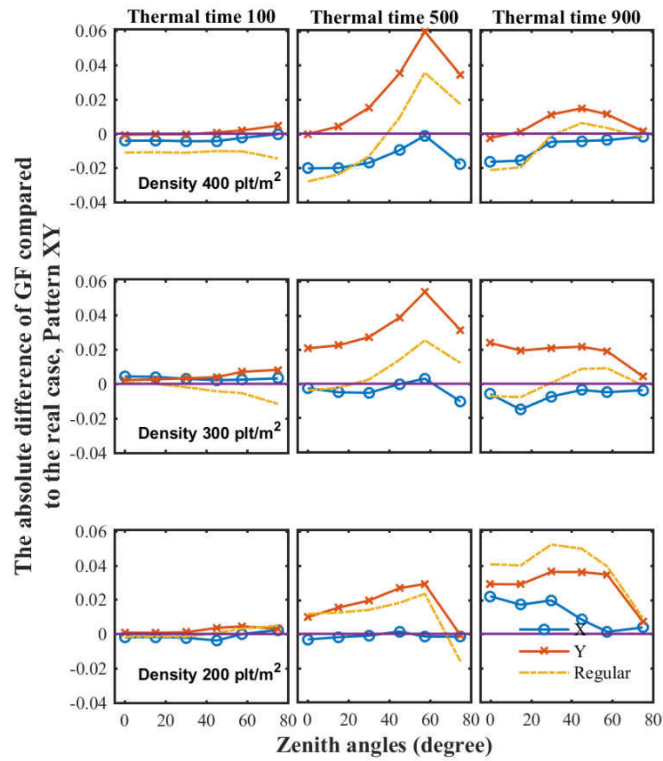 Thermal time 100 Thermal time 500 Thermal time 900
0.06
0.04
0.02
0
-0.02
-0.04
Density 400 plt/m²
0.06
0.04
0.02
0
-0.02
-0.04
Density 300 plt/m²
0.06
0.04
0.02
0
-0.02
-0.04
Density 200 plt/m²
X
Y
Regular
0 20 40 60 80 0 20 40 60 80 0 20 40 60 80
Zenith angles (degree)
The absolute difference of GF compared
to the real case, Pattern XY